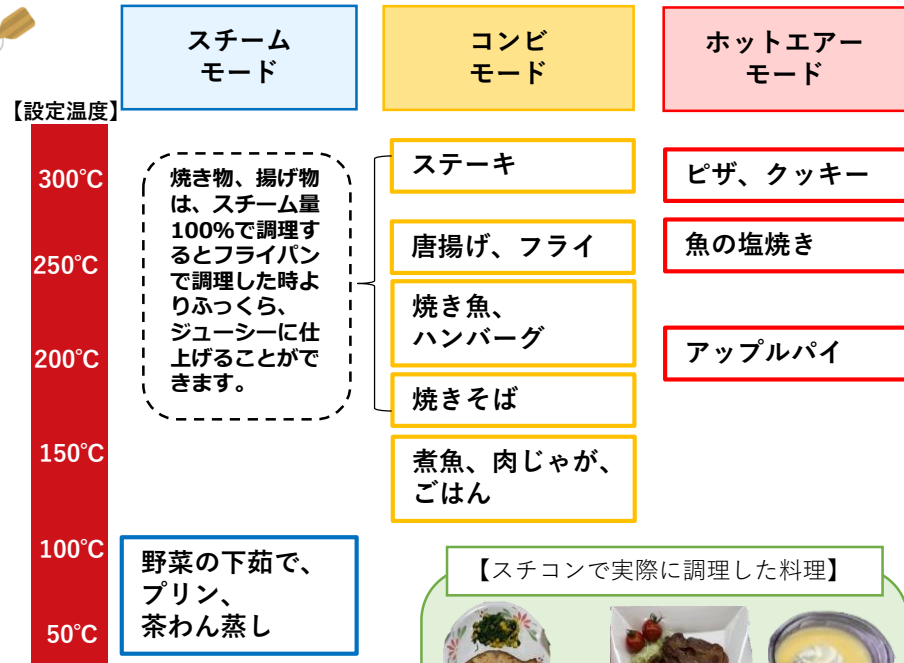 スチーム
モード
コンビ
モード
ホットエアー
モード
【設定温度】
300℃
250℃
200℃
150℃
100℃
50℃
焼き物、揚げ物
は、スチーム量
100%で調理す
るとフライパン
で調理した時よ
りふっくら、
ジューシーに仕
上げることがで
きます。
野菜の下茹で、
プリン、
茶わん蒸し
ステーキ
唐揚げ、フライ
焼き魚、
ハンバーグ
焼きそば
煮魚、肉じゃが、
ごはん
ピザ、クッキー
魚の塩焼き
アップルパイ
【スチコンで実際に調理した料理】